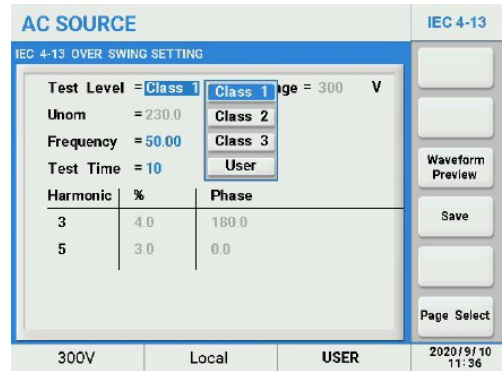 AC SOURCE
IEC 4-13
IEC 4-13 OVER SWING SETTING
Test Level = Class 1 ge = 300 V
Class 1
Class 2
Class 3
User
Unom = 230.0
Frequency = 50.00
Test Time = 10
Harmonic % Phase
3 4.0 180.0
5 3.0 0.0
Waveform
Preview
Save
Page Select
300V Local USER
2020/9/10
11:36